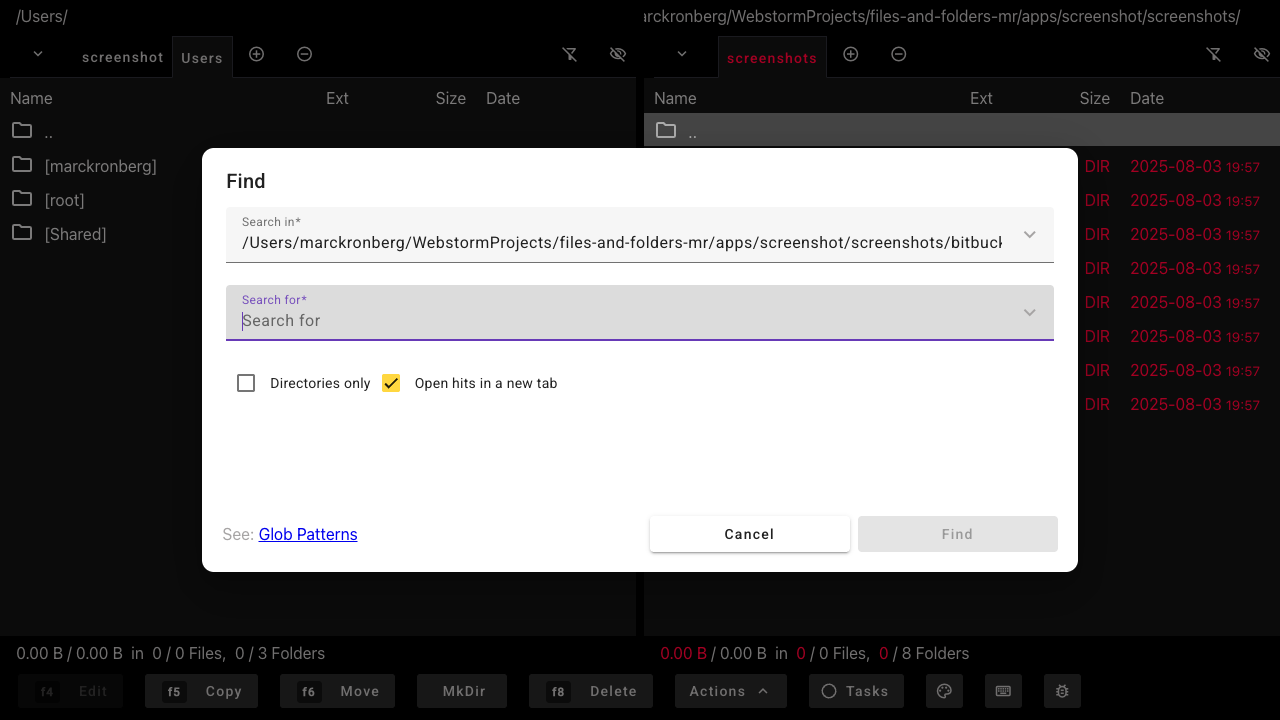 /Users/
arckronberg/WebstormProjects/files-and-folders-mr/apps/screenshot/screenshots/
screenshot Users
screenshots
Name Ext Size Date
Name Ext Size Date
..
..
[marckronberg]
DIR 2025-08-03 19:57
[root]
DIR 2025-08-03 19:57
[Shared]
DIR 2025-08-03 19:57
DIR 2025-08-03 19:57
DIR 2025-08-03 19:57
DIR 2025-08-03 19:57
DIR 2025-08-03 19:57
DIR 2025-08-03 19:57
Find
Search in*
/Users/marckronberg/WebstormProjects/files-and-folders-mr/apps/screenshot/screenshots/bitbuck
Search for*
Search for
Directories only Open hits in a new tab
See: Glob Patterns Cancel Find
0.00 B / 0.00 B in 0 / 0 Files, 0 / 3 Folders
0.00 B / 0.00 B in 0 / 0 Files, 0 / 8 Folders
f4 Edit f5 Copy f6 Move MkDir f8 Delete Actions Tasks